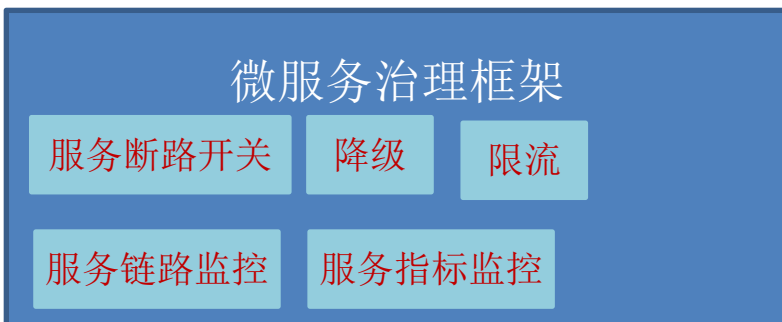 微服务治理框架
服务断路开关
降级
限流
服务链路监控
服务指标监控